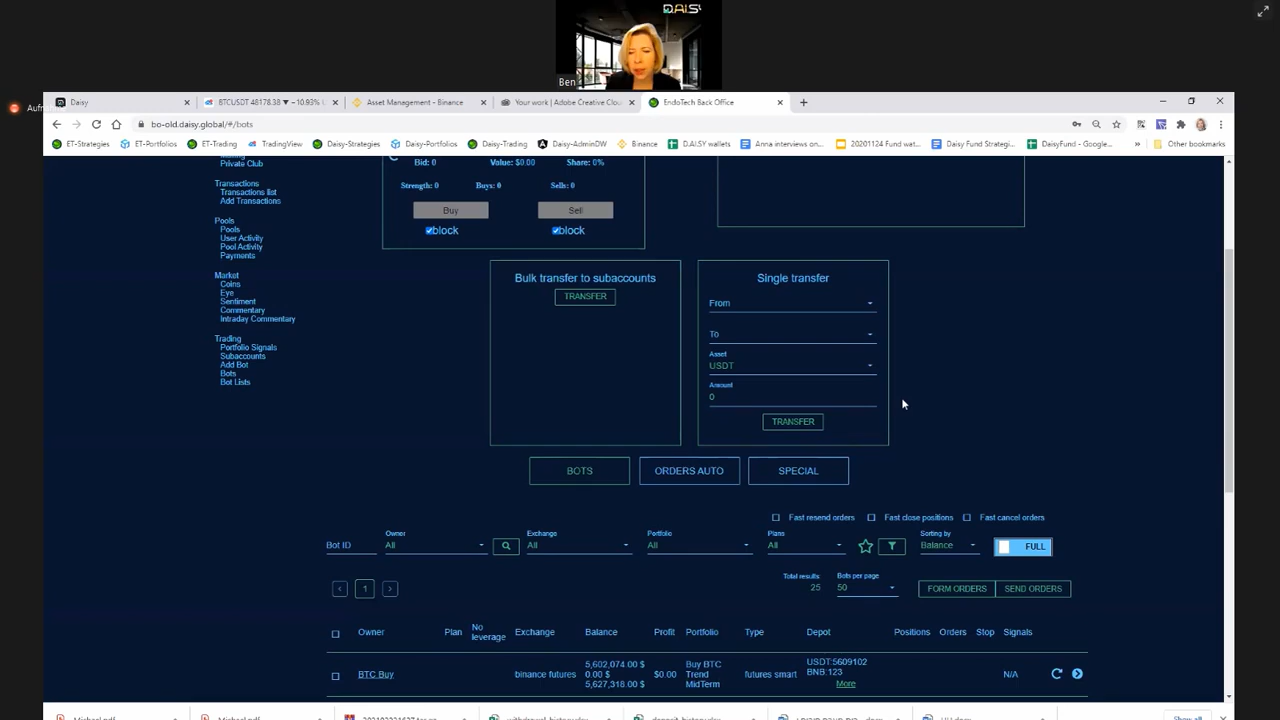 DAISY
Ben
Daisy
BTCUSDT 48178.38 ▼ −10.93% U
Asset Management - Binance
Your work | Adobe Creative Clou
EndoTech Back Office
bo-old.daisy.global/#/bots
ET-Strategies
ET-Portfolios
ET-Trading
TradingView
Daisy-Strategies
Daisy-Portfolios
Daisy-Trading
Daisy-AdminDW
Binance
D.AI.SY wallets
Anna interviews on...
20201124 Fund wat...
Daisy Fund Strategi...
DaisyFund - Google...
»
Other bookmarks
Private Club
Transactions
Transactions list
Add Transactions
Pools
Pools
User Activity
Pool Activity
Payments
Market
Coins
Eye
Sentiment
Commentary
Intraday Commentary
Trading
Portfolio Signals
Subaccounts
Add Bot
Bots
Bot Lists
Bid: 0 Value: $0.00 Share: 0%
Strength: 0 Buys: 0 Sells: 0
Buy Sell
block block
Bulk transfer to subaccounts
TRANSFER
Single transfer
From
To
Asset
USDT
Amount
0
TRANSFER
BOTS ORDERS AUTO SPECIAL
Fast resend orders Fast close positions Fast cancel orders
Bot ID
Owner
All
Exchange
All
Portfolio
All
Plans
All
Sorting by
Balance
FULL
< 1 >
Total results:
25
Bots per page
50
FORM ORDERS SEND ORDERS
Owner Plan No leverage Exchange Balance Profit Portfolio Type Depot Positions Orders Stop Signals
BTC Buy
binance futures
5,602,074.00 $
0.00 $
5,627,318.00 $
$0.00
Buy BTC
Trend
MidTerm
futures smart
USDT:5609102
BNB:123
More
N/A
Show all